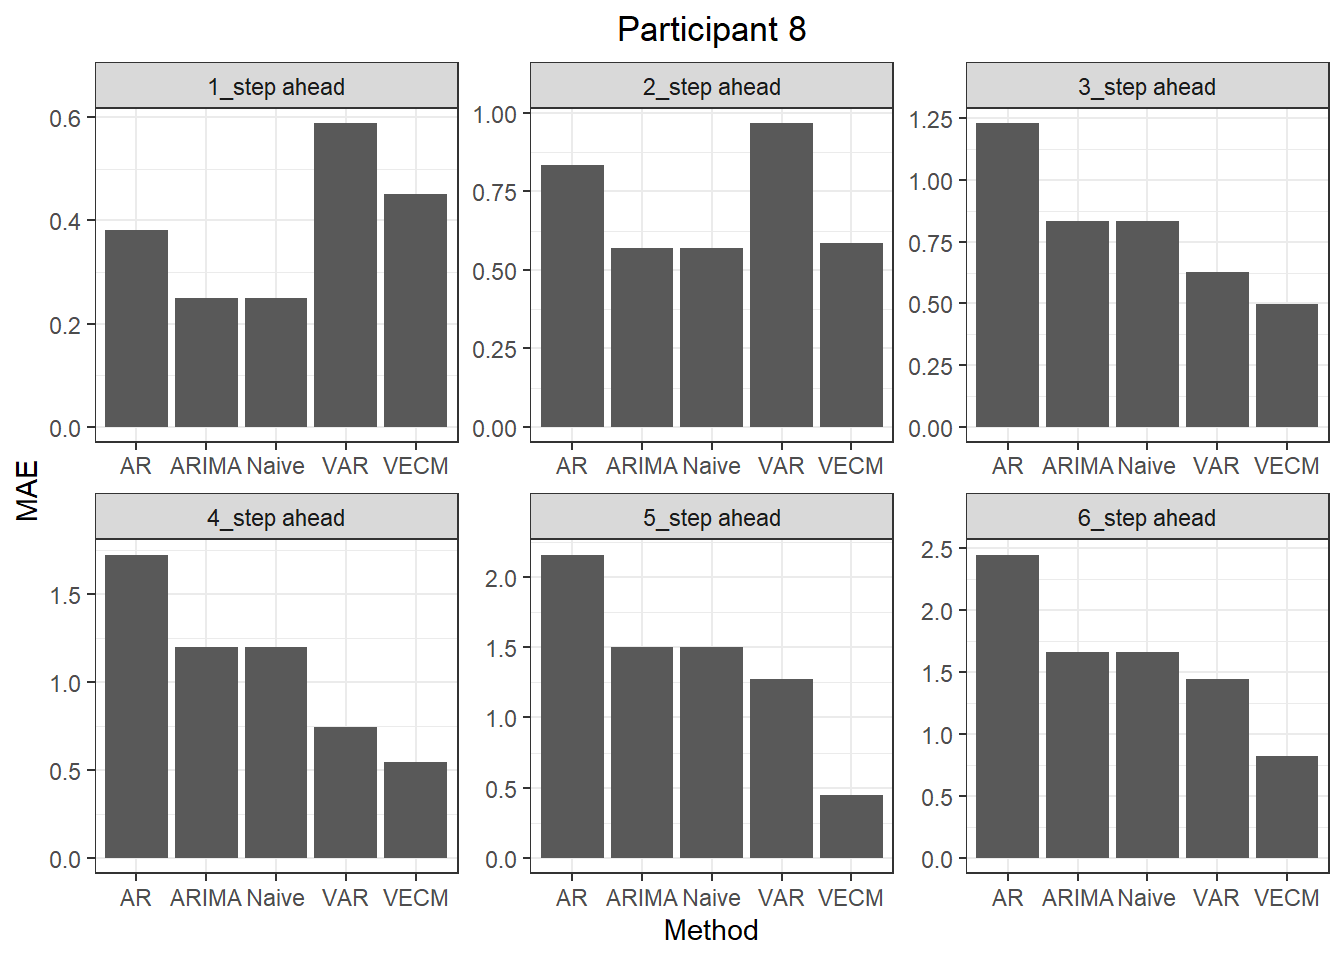 Participant 8
1_step ahead
2_step ahead
3_step ahead
0.6
0.4
0.2
0.0
1.00
0.75
0.50
0.25
0.00
1.25
1.00
0.75
0.50
0.25
0.00
AR ARIMA Naive VAR VECM
AR ARIMA Naive VAR VECM
AR ARIMA Naive VAR VECM
MAE
4_step ahead
5_step ahead
6_step ahead
1.5
1.0
0.5
0.0
2.0
1.5
1.0
0.5
0.0
2.5
2.0
1.5
1.0
0.5
0.0
AR ARIMA Naive VAR VECM
AR ARIMA Naive VAR VECM
AR ARIMA Naive VAR VECM
Method